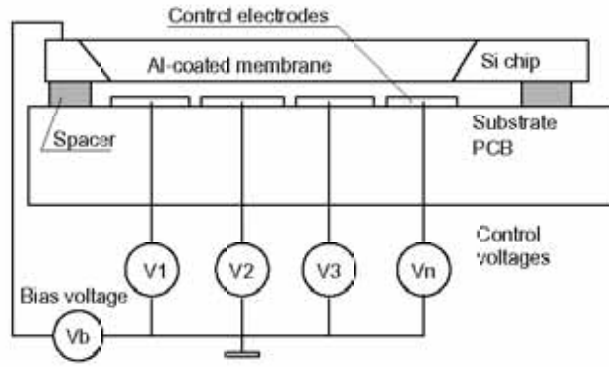 Control electrodes
Al-coated membrane
Si chip
Spacer
Substrate
PCB
V1
V2
V3
Vn
Control
voltages
Bias voltage
Vb